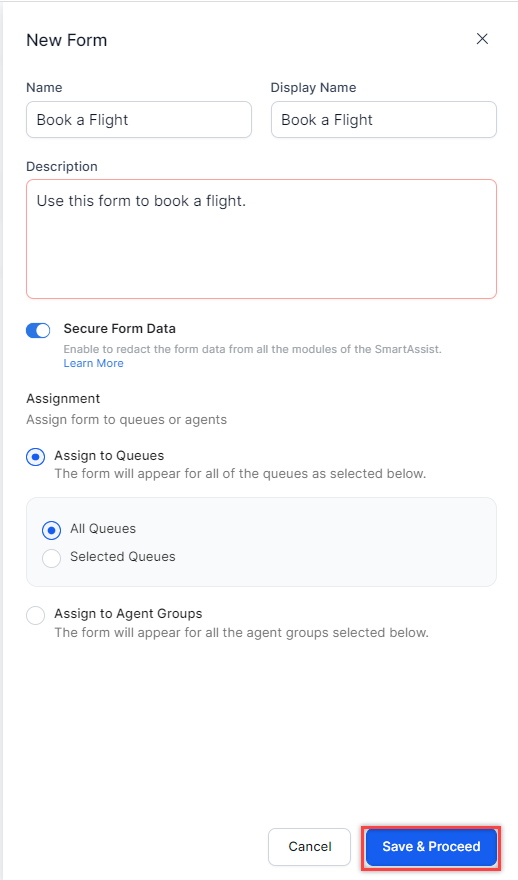 New Form
Name
Display Name
Book a Flight
Book a Flight
Description
Use this form to book a flight.
Secure Form Data
Enable to redact the form data from all the modules of the SmartAssist.
Learn More
Assignment
Assign form to queues or agents
Assign to Queues
The form will appear for all of the queues as selected below.
All Queues
Selected Queues
Assign to Agent Groups
The form will appear for all the agent groups selected below.
Cancel
Save & Proceed